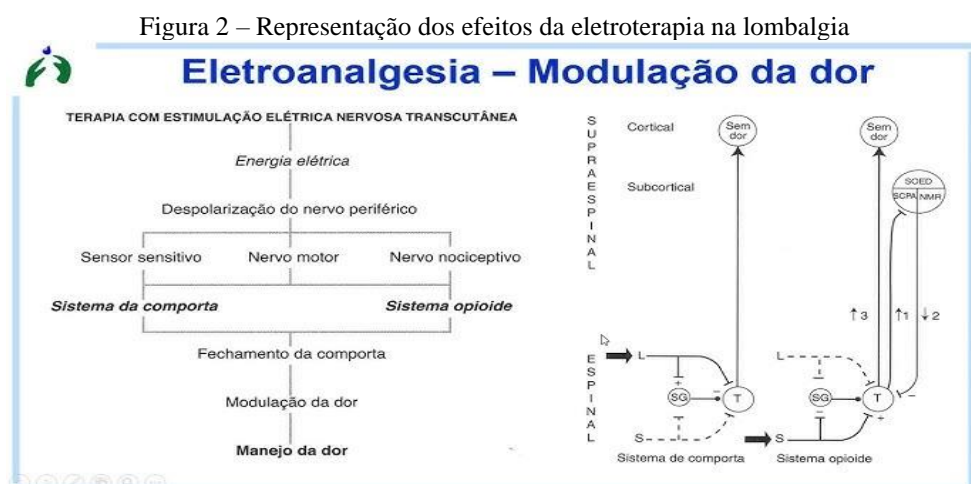 Figura 2 – Representação dos efeitos da eletroterapia na lombalgia
Eletroanalgesia – Modulação da dor
TERAPIA COM ESTIMULAÇÃO ELÉTRICA NERVOSA TRANSCUTÂNEA
Energia elétrica
Despolarização do nervo periférico
Sensor sensitivo Nervo motor Nervo nociceptivo
Sistema da comporta Sistema opioide
Fechamento da comporta
Modulação da dor
Manejo da dor
SUPRAESPINAL
Cortical
Subcortical
Sem
dor
Sem
dor
SOED
SCPA NMR
↑3 ↑1 ↓2
ESPINAL
L
+
–
SG
T
S
L
SG
T
–
–
+
S
Sistema de comporta Sistema opioide